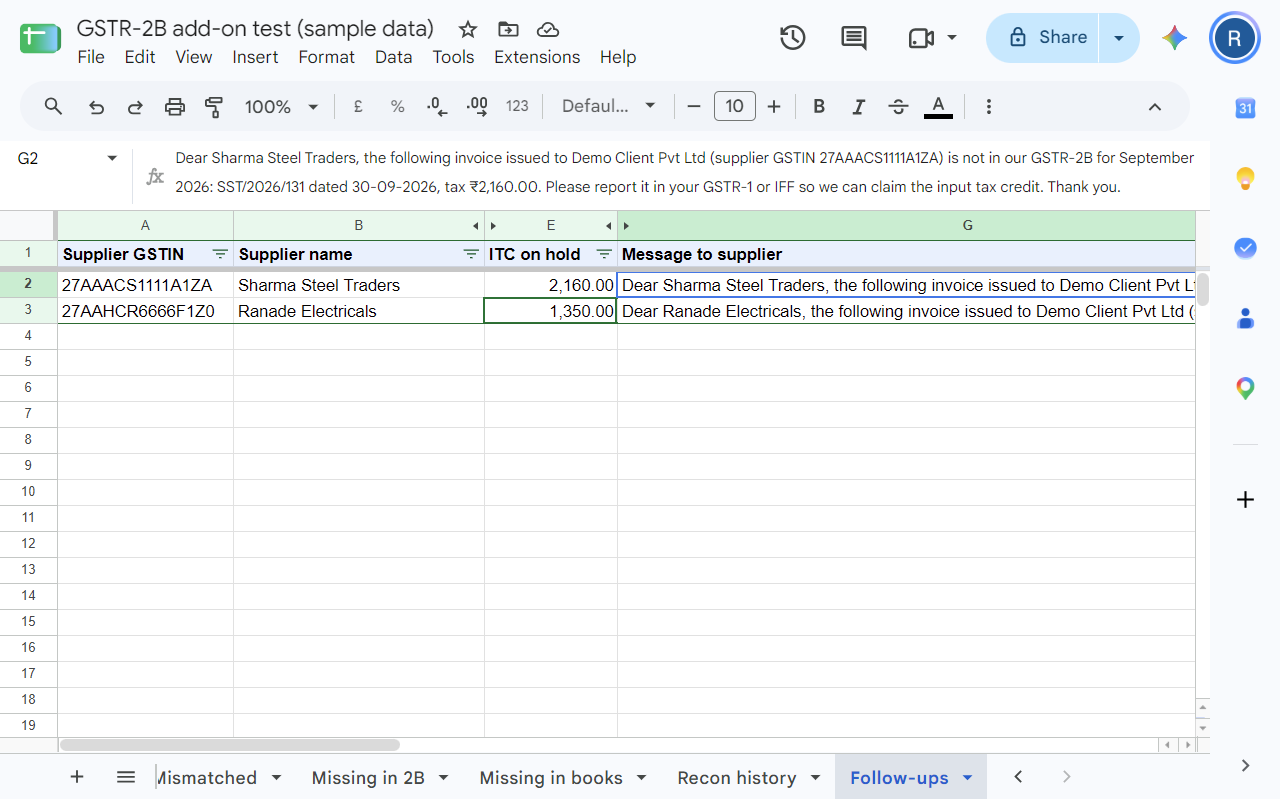 GSTR-2B add-on test (sample data)
File Edit View Insert Format Data Tools Extensions Help
Share
R
100% £ % .0 .00 123 Defaul... 10 B I S A
31
G2
fx
Dear Sharma Steel Traders, the following invoice issued to Demo Client Pvt Ltd (supplier GSTIN 27AAACS1111A1ZA) is not in our GSTR-2B for September
2026: SST/2026/131 dated 30-09-2026, tax ₹2,160.00. Please report it in your GSTR-1 or IFF so we can claim the input tax credit. Thank you.
A B E G
1 Supplier GSTIN Supplier name ITC on hold Message to supplier
2 27AAACS1111A1ZA Sharma Steel Traders 2,160.00 Dear Sharma Steel Traders, the following invoice issued to Demo Client Pvt L
3 27AAHCR6666F1Z0 Ranade Electricals 1,350.00 Dear Ranade Electricals, the following invoice issued to Demo Client Pvt Ltd (
4
5
6
7
8
9
10
11
12
13
14
15
16
17
18
19
Mismatched Missing in 2B Missing in books Recon history Follow-ups